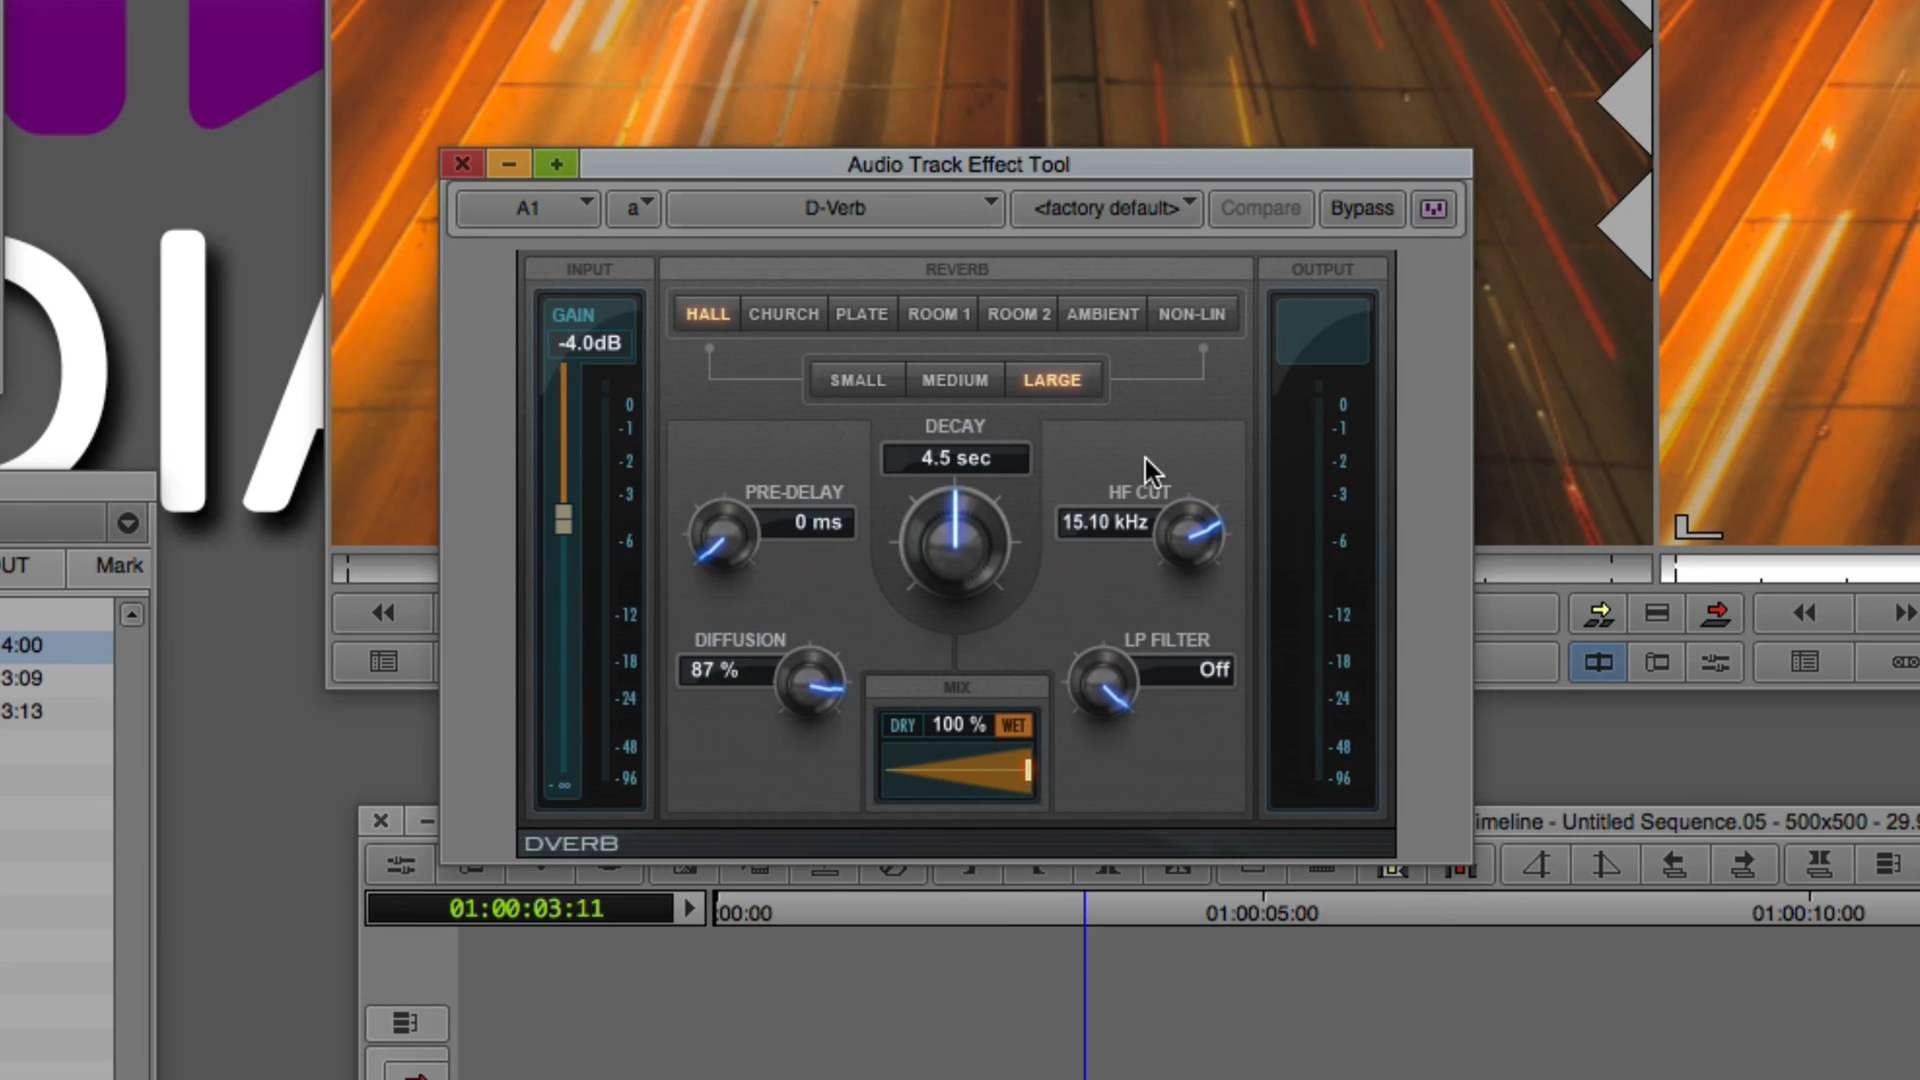 DIA
Audio Track Effect Tool
A1 a D-Verb <factory default> Compare Bypass
INPUT REVERB OUTPUT
GAIN
-4.0dB
HALL CHURCH PLATE ROOM 1 ROOM 2 AMBIENT NON-LIN
SMALL MEDIUM LARGE
DECAY
4.5 sec
PRE-DELAY
0 ms
HF CUT
15.10 kHz
DIFFUSION
87 %
LP FILTER
Off
MIX
DRY 100 % WET
0
-1
-2
-3
-6
-12
-18
-24
-48
-96
- ∞
0
-1
-2
-3
-6
-12
-18
-24
-48
-96
DVERB
UT Mark
4:00
3:09
3:13
imeline - Untitled Sequence.05 - 500x500 - 29.9
01:00:03:11
:00:00 01:00:05:00 01:00:10:00